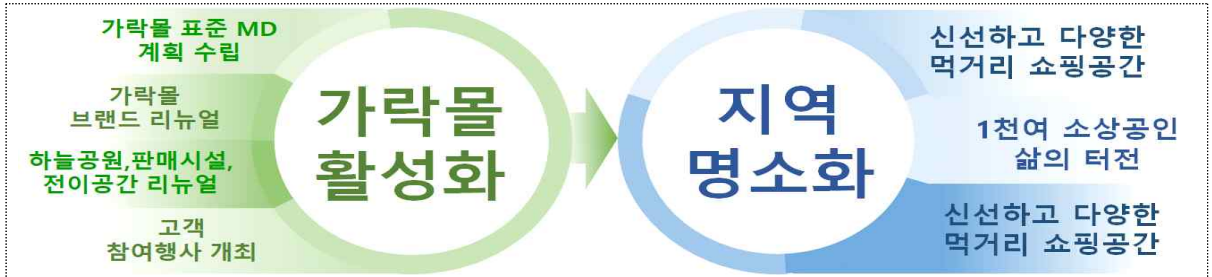 가락몰 표준 MD
계획 수립
가락몰
브랜드 리뉴얼
하늘공원,판매시설,
전이공간 리뉴얼
고객
참여행사 개최
가락몰
활성화
지역
명소화
신선하고 다양한
먹거리 쇼핑공간
1천여 소상공인
삶의 터전
신선하고 다양한
먹거리 쇼핑공간